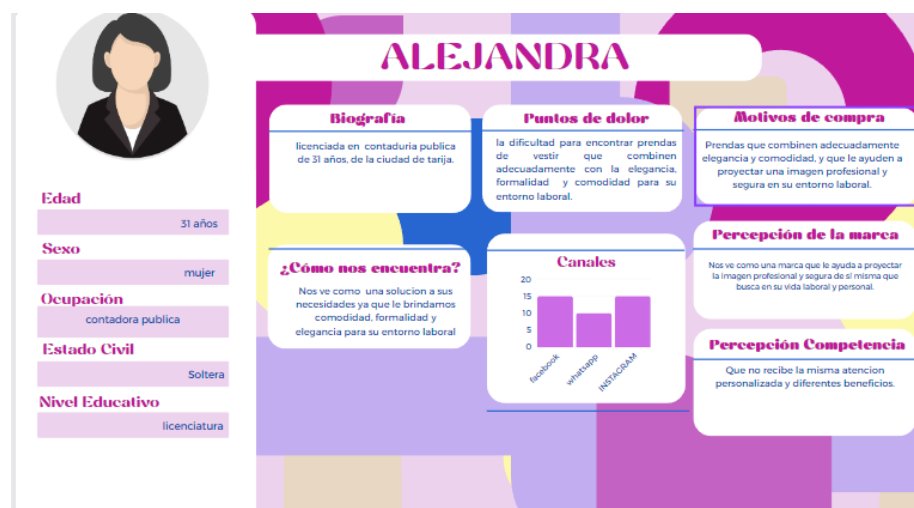 ALEJANDRA
Edad
31 años
Sexo
mujer
Ocupación
contadora publica
Estado Civil
Soltera
Nivel Educativo
licenciatura
Biografía
licenciada en contaduria publica
de 31 años, de la ciudad de tarija.
Puntos de dolor
la dificultad para encontrar prendas
de vestir que combinen
adecuadamente con la elegancia,
formalidad y comodidad para su
entorno laboral.
Motivos de compra
Prendas que combinen adecuadamente
elegancia y comodidad, y que le ayuden a
proyectar una imagen profesional y
segura en su entorno laboral.
¿Cómo nos encuentra?
Nos ve como una solucion a sus
necesidades ya que le brindamos
comodidad, formalidad y
elegancia para su entorno laboral
Canales
20
15
10
5
0
facebook
whatsapp
INSTAGRAM
Percepción de la marca
Nos ve como una marca que le ayuda a proyectar
la imagen profesional y segura de sí misma que
busca en su vida laboral y personal.
Percepción Competencia
Que no recibe la misma atencion
personalizada y diferentes beneficios.